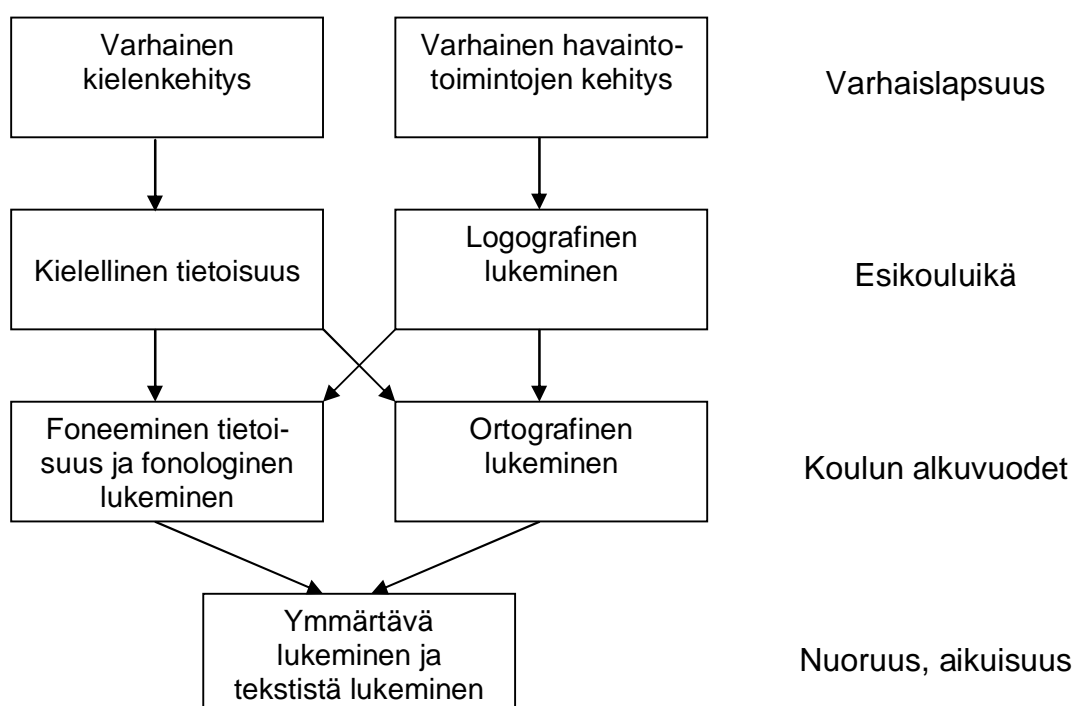 Varhainen
kielenkehitys
Varhainen havainto-
toimintojen kehitys
Varhaislapsuus
Kielellinen tietoisuus
Logografinen
lukeminen
Esikouluikä
Foneeminen tietoi-
suus ja fonologinen
lukeminen
Ortografinen
lukeminen
Koulun alkuvuodet
Ymmärtävä
lukeminen ja
tekstistä lukeminen
Nuoruus, aikuisuus